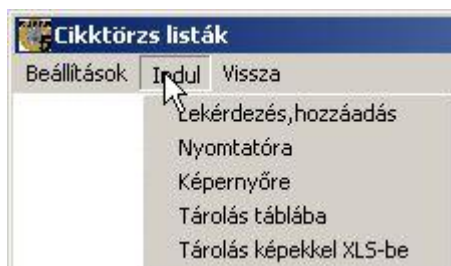 Cikktörzs listák
Beállítások Indul Vissza
Lekérdezés,hozzáadás
Nyomtatóra
Képernyőre
Tárolás táblába
Tárolás képekkel XLS-be